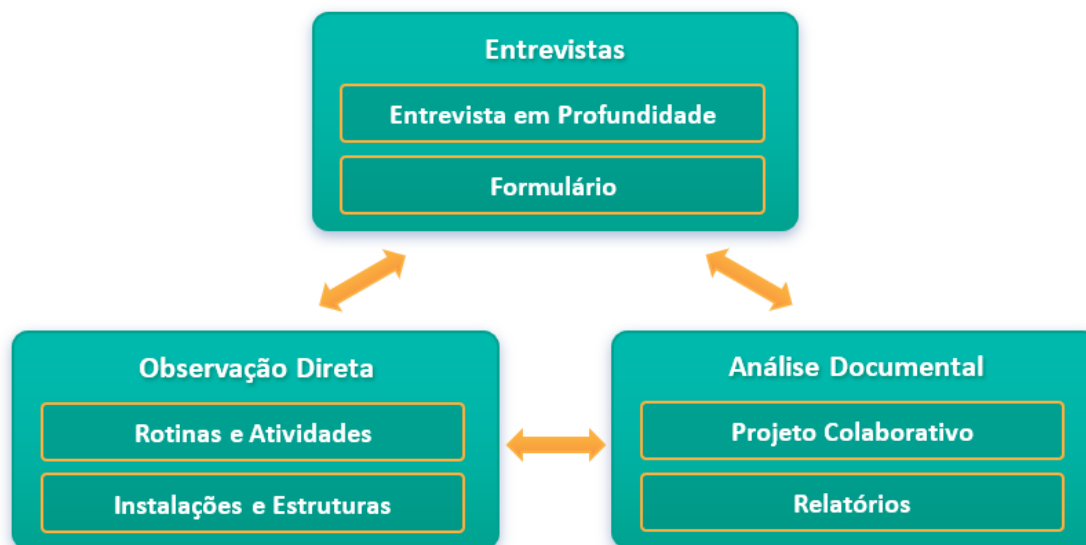 Entrevistas
Entrevista em Profundidade
Formulário
Observação Direta
Rotinas e Atividades
Instalações e Estruturas
Análise Documental
Projeto Colaborativo
Relatórios